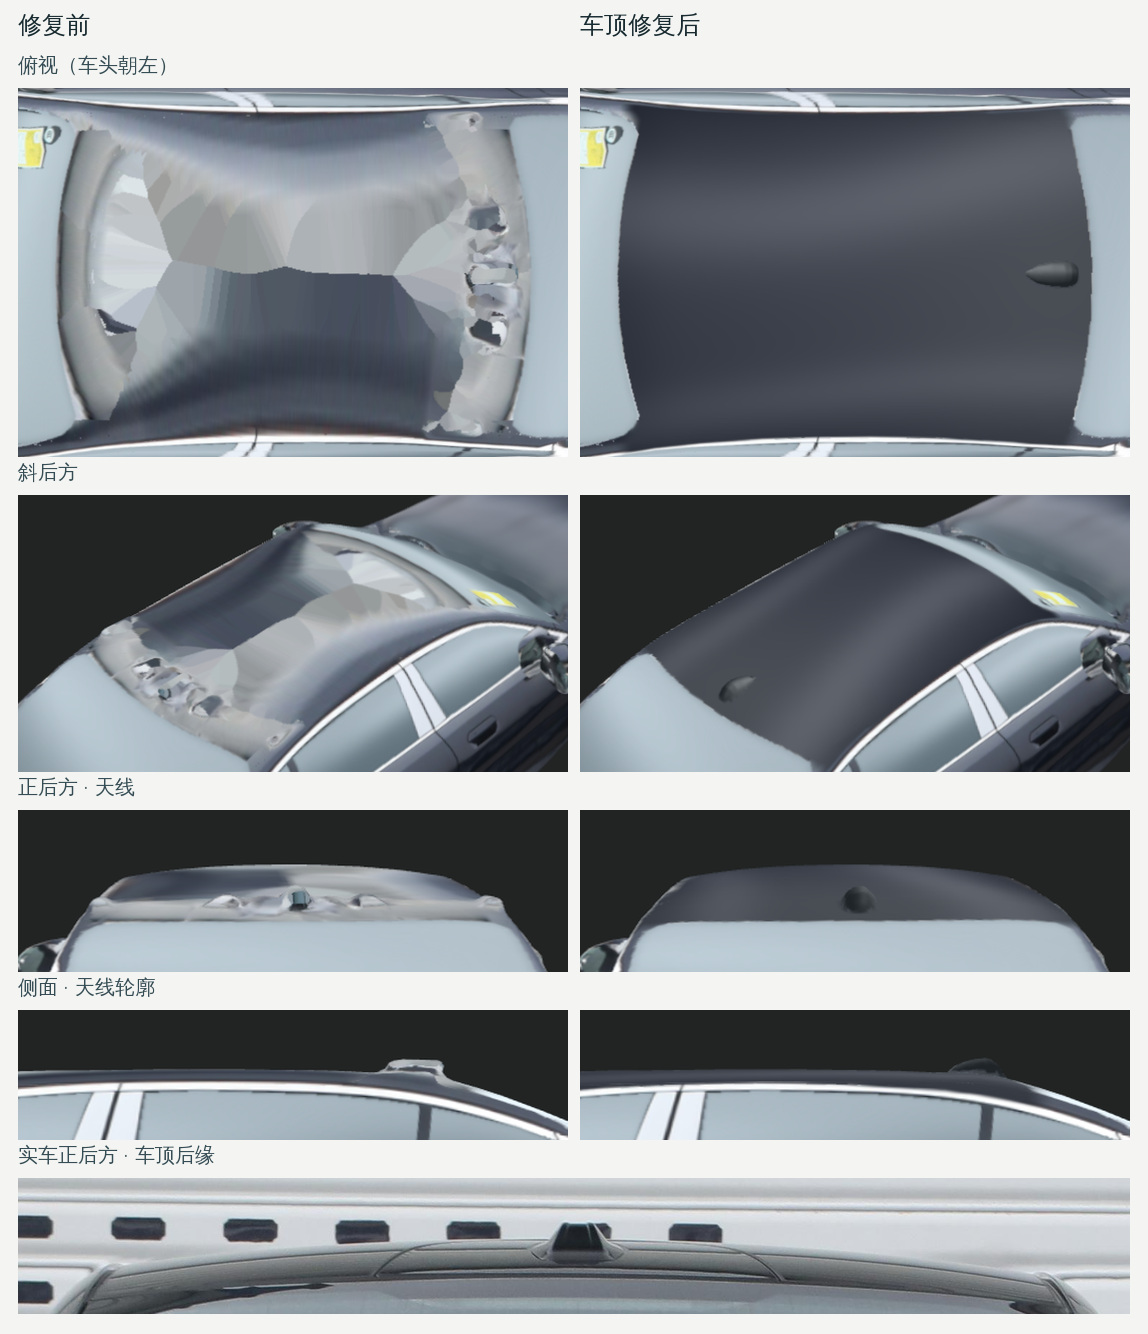 修复前
车顶修复后
俯视（车头朝左）
斜后方
正后方 · 天线
侧面 · 天线轮廓
实车正后方 · 车顶后缘